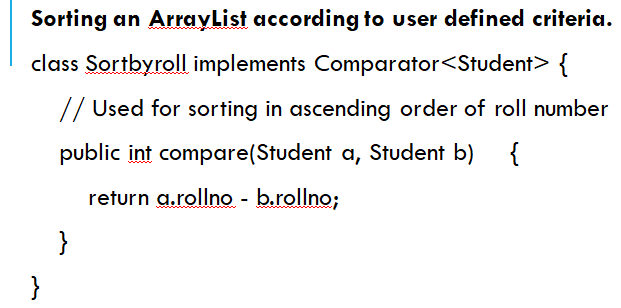 Sorting an ArrayList according to user defined criteria.
class Sortbyroll implements Comparator<Student> {
// Used for sorting in ascending order of roll number
public int compare(Student a, Student b) {
return a.rollno - b.rollno;
}
}